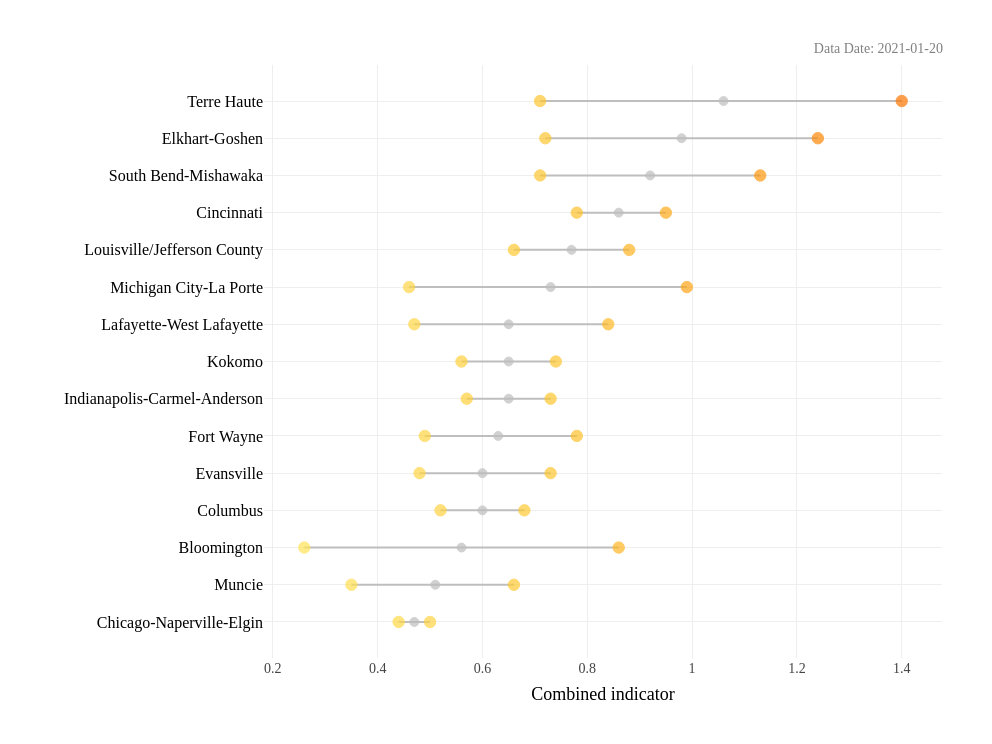 Data Date: 2021-01-20
Terre Haute
Elkhart-Goshen
South Bend-Mishawaka
Cincinnati
Louisville/Jefferson County
Michigan City-La Porte
Lafayette-West Lafayette
Kokomo
Indianapolis-Carmel-Anderson
Fort Wayne
Evansville
Columbus
Bloomington
Muncie
Chicago-Naperville-Elgin
0.2 0.4 0.6 0.8 1 1.2 1.4
Combined indicator